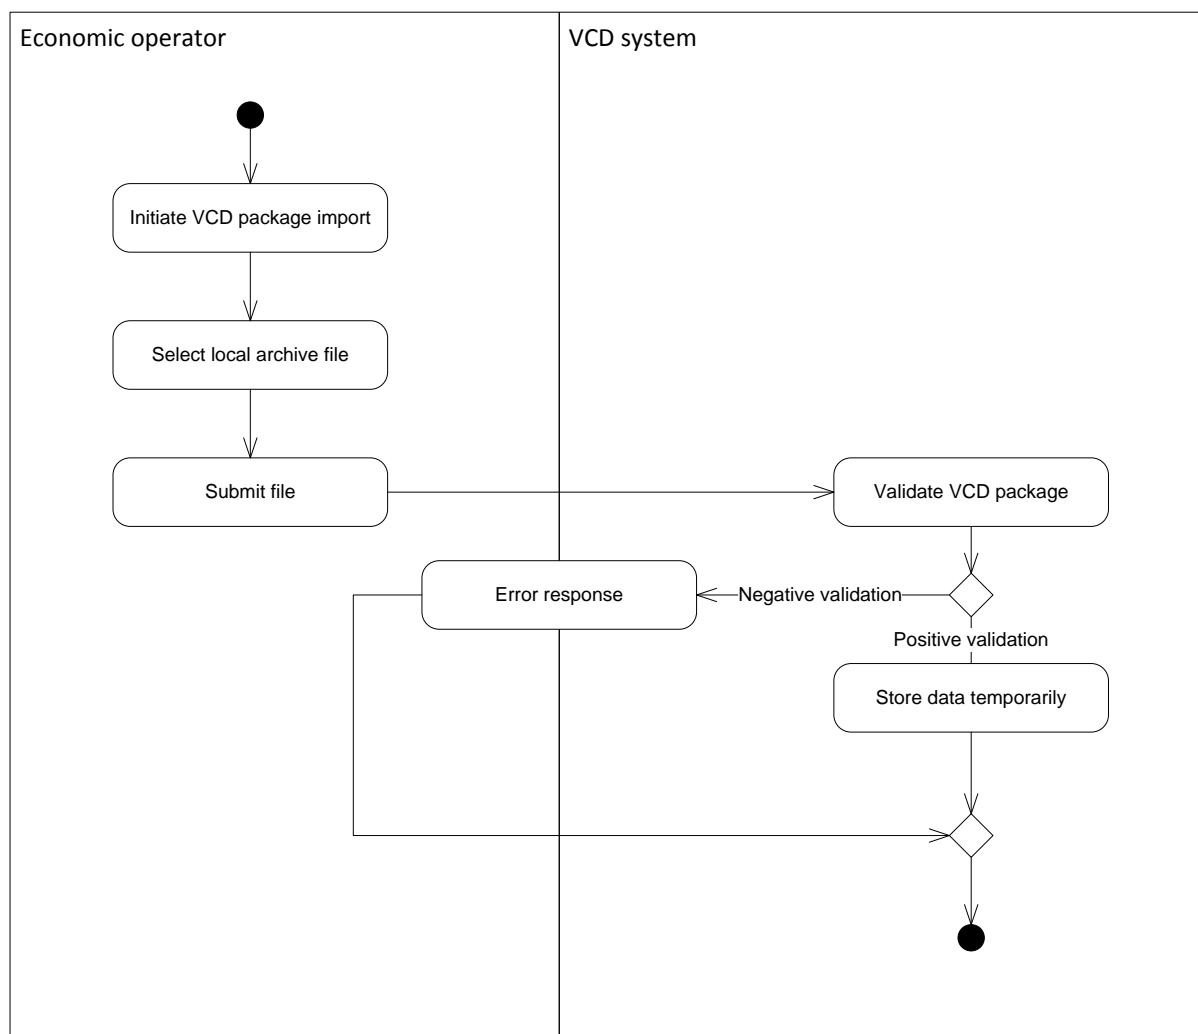 Economic operator
VCD system
Initiate VCD package import
Select local archive file
Submit file
Validate VCD package
Error response
Negative validation
Positive validation
Store data temporarily